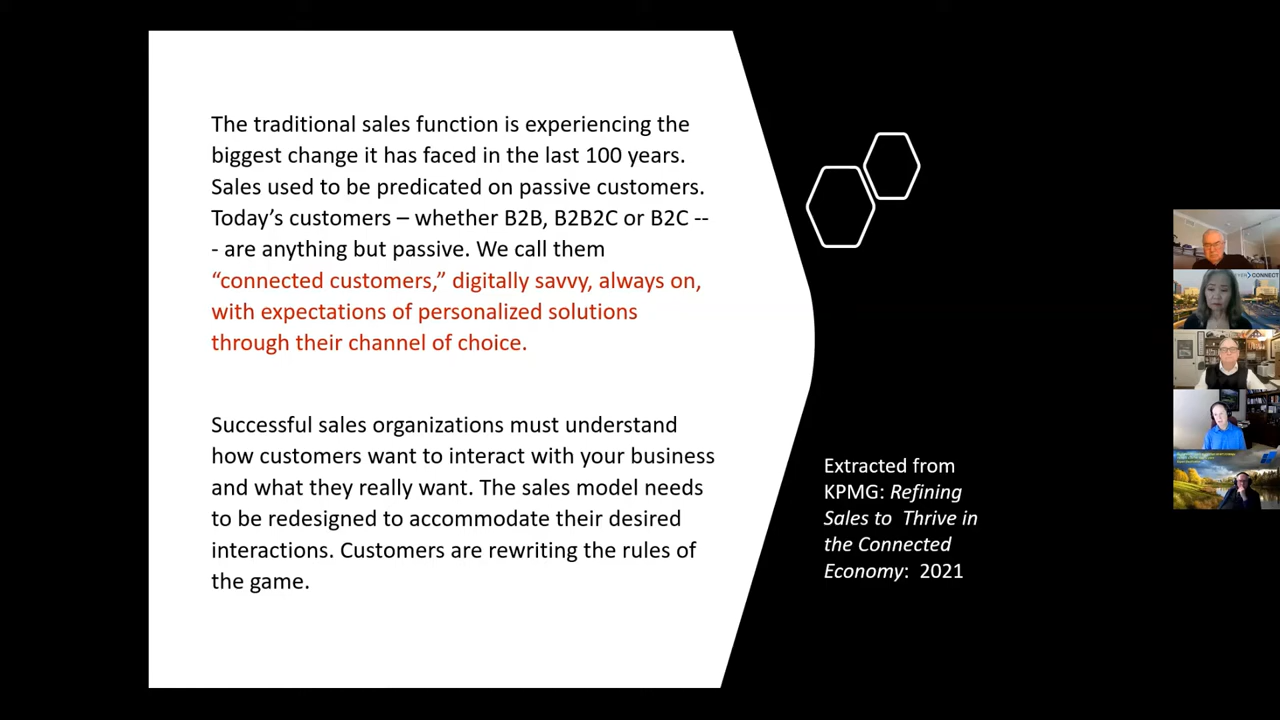 The traditional sales function is experiencing the
biggest change it has faced in the last 100 years.
Sales used to be predicated on passive customers.
Today’s customers – whether B2B, B2B2C or B2C --
- are anything but passive. We call them
“connected customers,” digitally savvy, always on,
with expectations of personalized solutions
through their channel of choice.
Successful sales organizations must understand
how customers want to interact with your business
and what they really want. The sales model needs
to be redesigned to accommodate their desired
interactions. Customers are rewriting the rules of
the game.
Extracted from
KPMG: Refining
Sales to Thrive in
the Connected
Economy: 2021
CONNECT